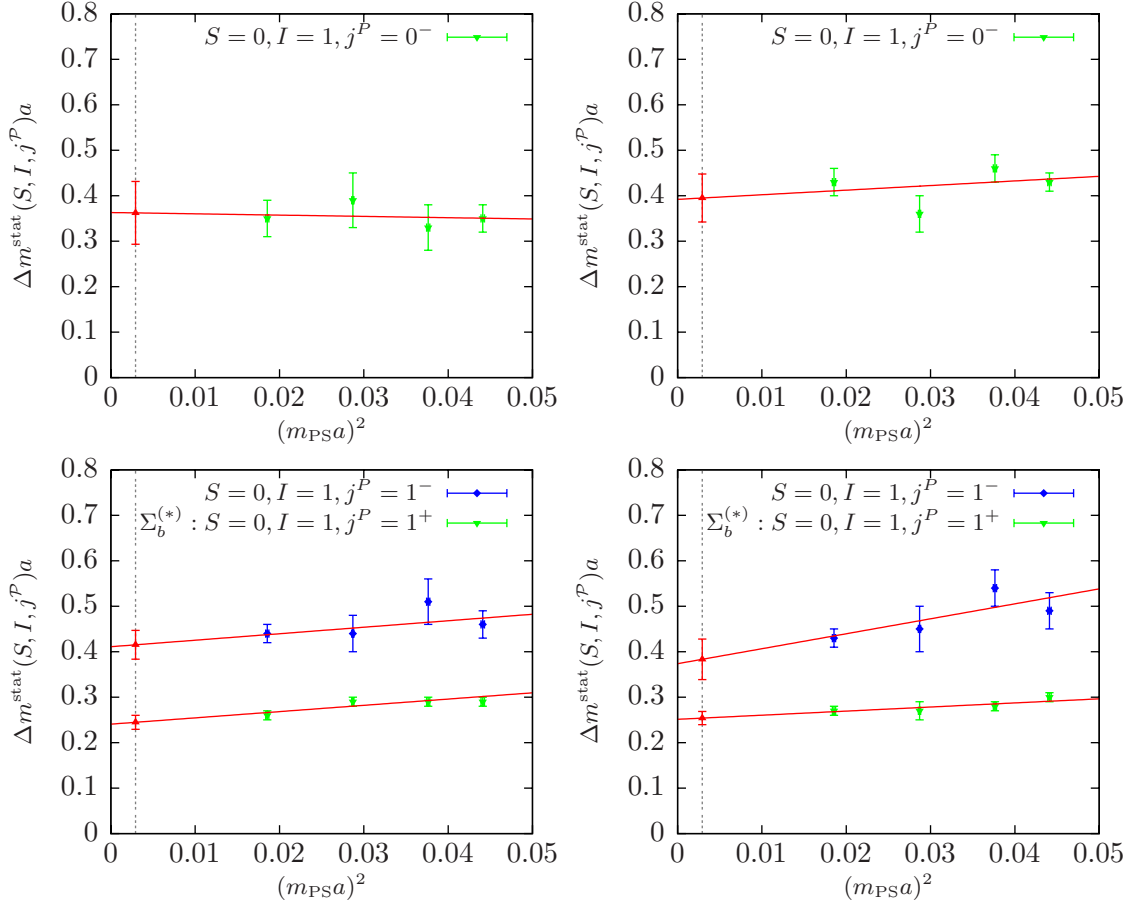 S = 0, I = 1, j^P = 0^-
0.8
0.7
0.6
0.5
0.4
0.3
0.2
0.1
0
Δm^stat(S, I, j^𝒫)a
0 0.01 0.02 0.03 0.04 0.05
(m_PS a)^2
S = 0, I = 1, j^P = 0^-
0.8
0.7
0.6
0.5
0.4
0.3
0.2
0.1
0
Δm^stat(S, I, j^𝒫)a
0 0.01 0.02 0.03 0.04 0.05
(m_PS a)^2
S = 0, I = 1, j^P = 1^-
Σ_b^(*) : S = 0, I = 1, j^P = 1^+
0.8
0.7
0.6
0.5
0.4
0.3
0.2
0.1
0
Δm^stat(S, I, j^𝒫)a
0 0.01 0.02 0.03 0.04 0.05
(m_PS a)^2
S = 0, I = 1, j^P = 1^-
Σ_b^(*) : S = 0, I = 1, j^P = 1^+
0.8
0.7
0.6
0.5
0.4
0.3
0.2
0.1
0
Δm^stat(S, I, j^𝒫)a
0 0.01 0.02 0.03 0.04 0.05
(m_PS a)^2